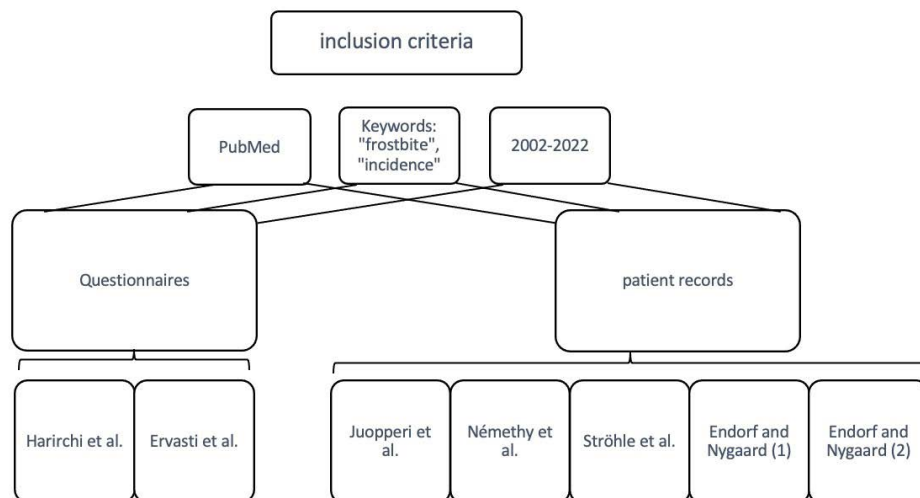 inclusion criteria
PubMed
Keywords:
"frostbite",
"incidence"
2002-2022
Questionnaires
patient records
Harirchi et al.
Ervasti et al.
Juopperi et
al.
Némethy et
al.
Ströhle et al.
Endorf and
Nygaard (1)
Endorf and
Nygaard (2)